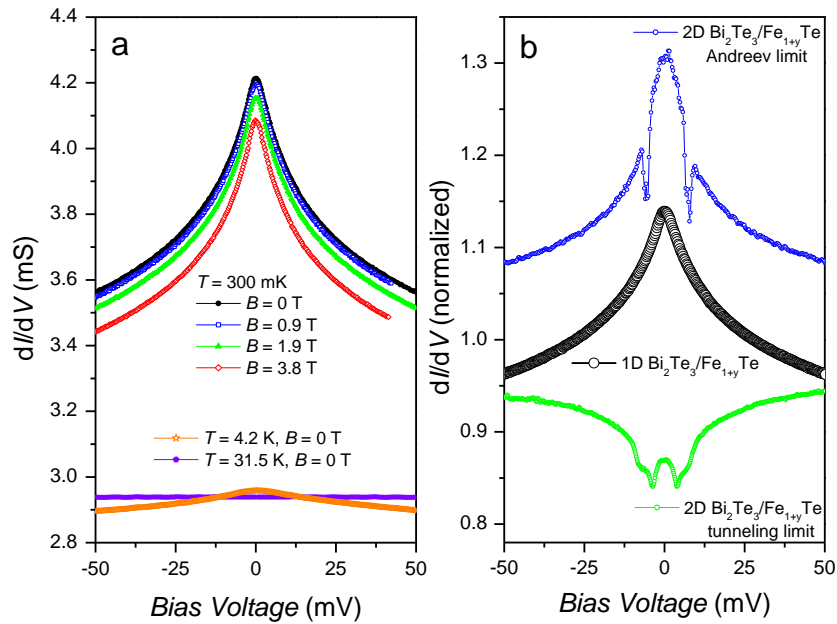 a
4.4
4.2
4.0
3.8
3.6
3.4
3.2
3.0
2.8
dI/dV (mS)
T = 300 mK
B = 0 T
B = 0.9 T
B = 1.9 T
B = 3.8 T
T = 4.2 K, B = 0 T
T = 31.5 K, B = 0 T
-50 -25 0 25 50
Bias Voltage (mV)
b
2D Bi₂Te₃/Fe₁₊yTe
Andreev limit
1.3
1.2
1.1
1.0
0.9
0.8
dI/dV (normalized)
1D Bi₂Te₃/Fe₁₊yTe
2D Bi₂Te₃/Fe₁₊yTe
tunneling limit
-50 -25 0 25 50
Bias Voltage (mV)